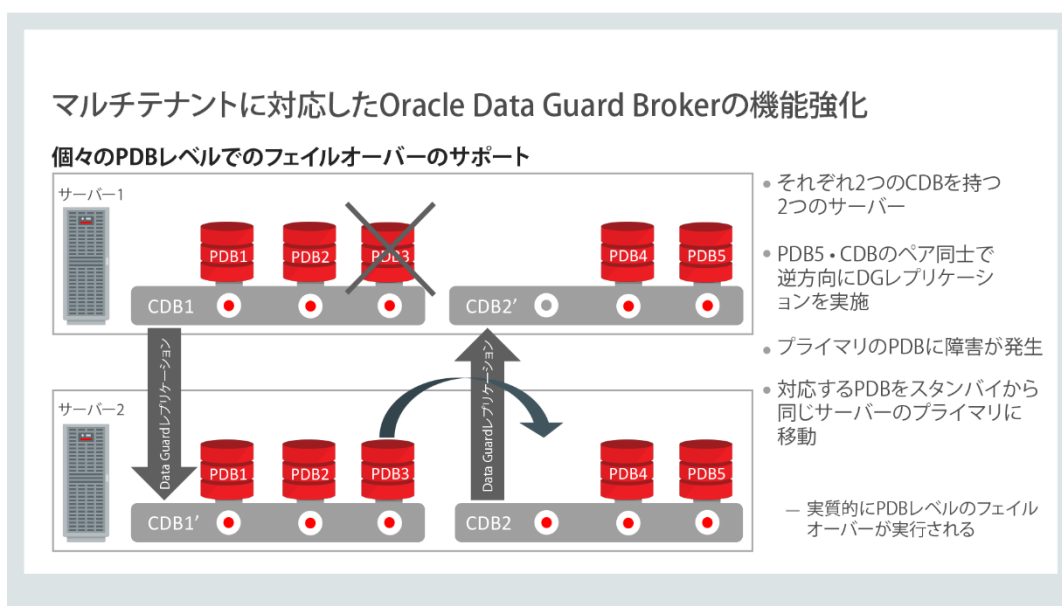 マルチテナントに対応したOracle Data Guard Brokerの機能強化
個々のPDBレベルでのフェイルオーバーのサポート
サーバー1
PDB1
PDB2
PDB3
PDB4
PDB5
CDB1
CDB2′
Data Guardレプリケーション
Data Guardレプリケーション
サーバー2
PDB1
PDB2
PDB3
PDB4
PDB5
CDB1′
CDB2
• それぞれ2つのCDBを持つ
2つのサーバー
• PDB5・CDBのペア同士で
逆方向にDGレプリケーシ
ョンを実施
• プライマリのPDBに障害が発生
• 対応するPDBをスタンバイから
同じサーバーのプライマリに
移動
— 実質的にPDBレベルのフェイル
オーバーが実行される